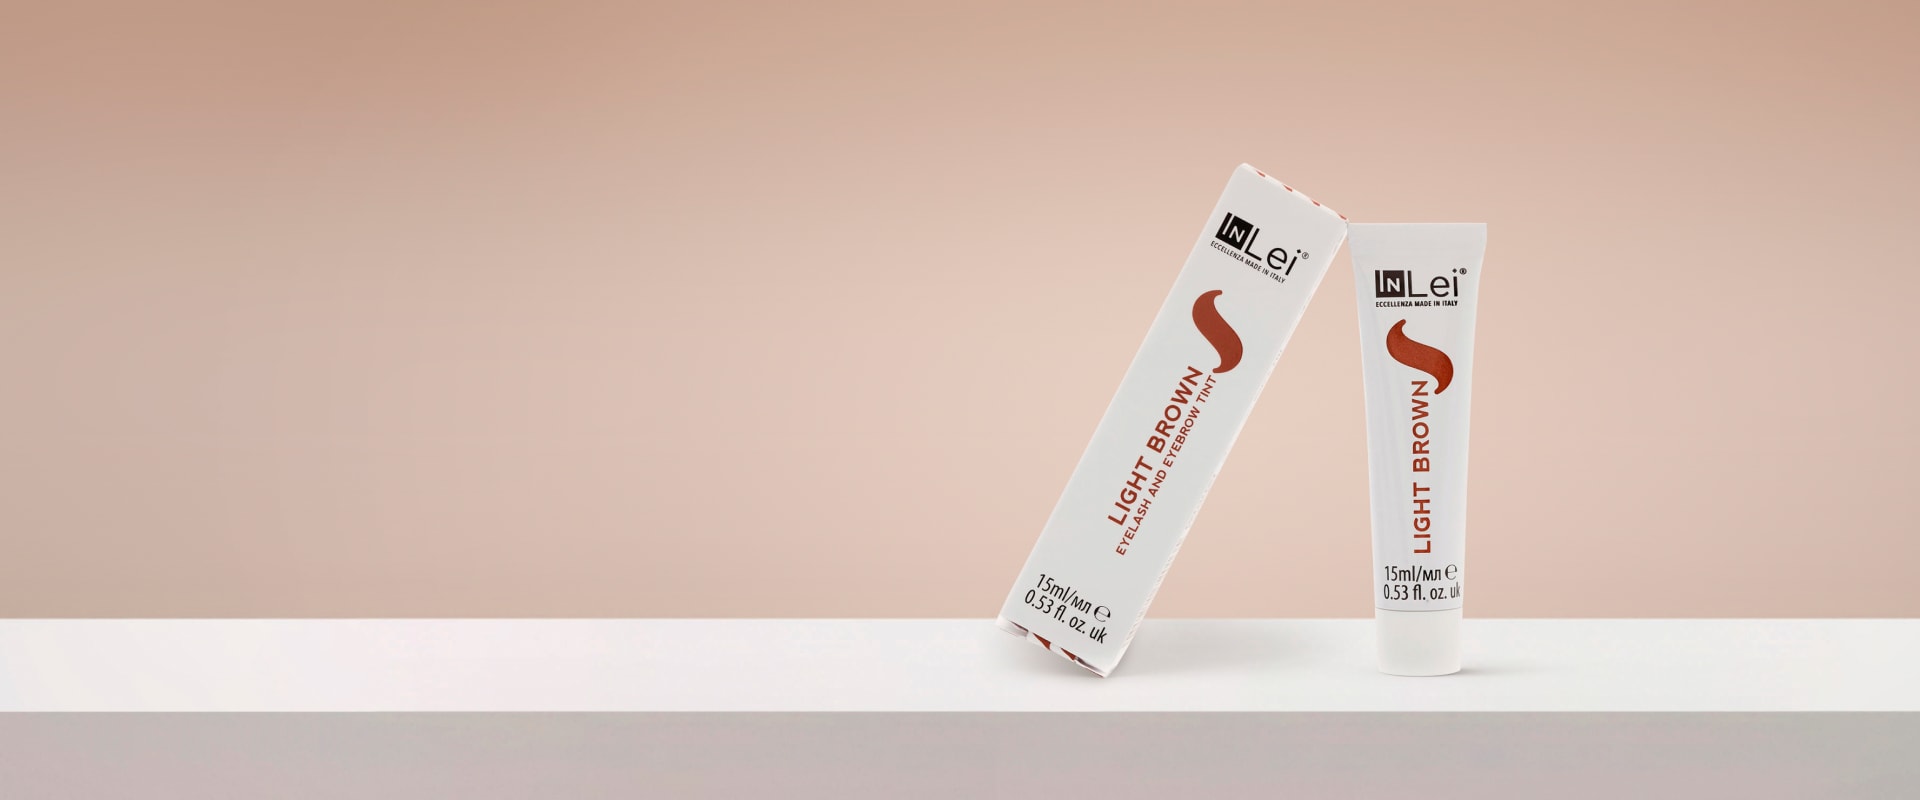 INLei®
ECCELLENZA MADE IN ITALY
LIGHT BROWN
EYELASH AND EYEBROW TINT
15ml/мл ℮
0.53 fl. oz. uk
INLei®
ECCELLENZA MADE IN ITALY
LIGHT BROWN
15ml/мл ℮
0.53 fl. oz. uk